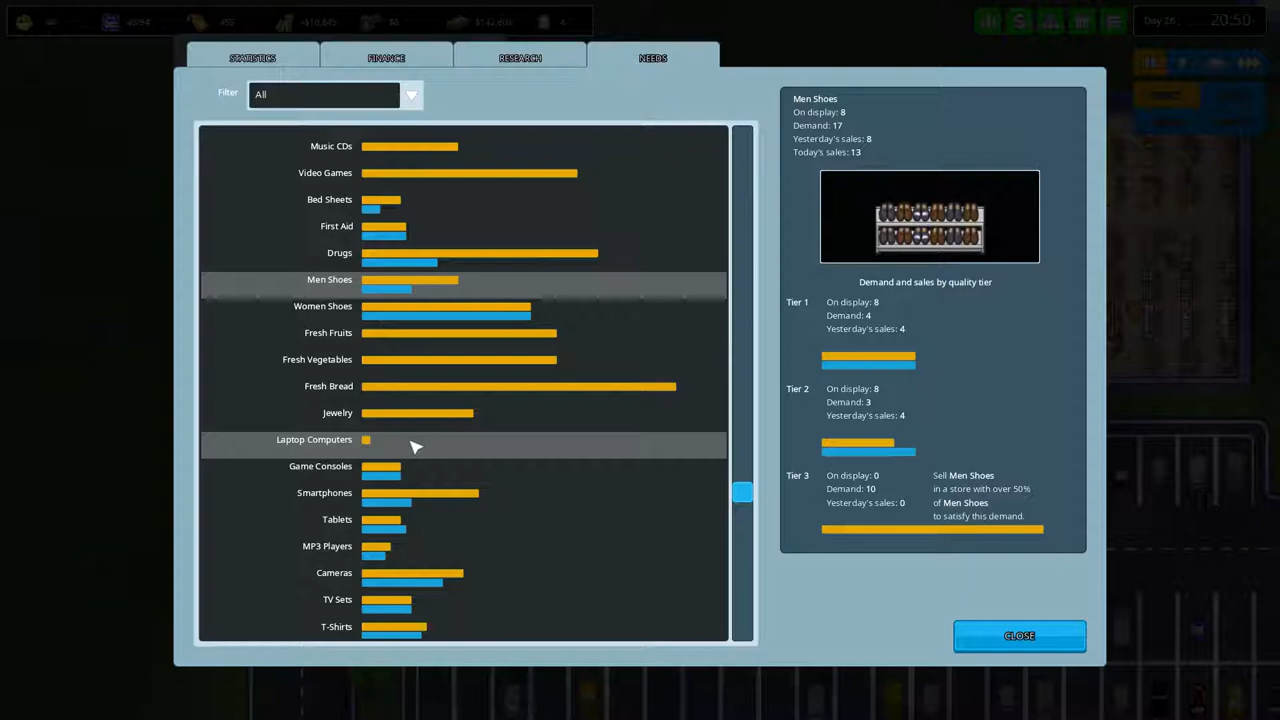 $0
$142,603
4
Day 26
20:50
STATISTICS
FINANCE
RESEARCH
NEEDS
Filter
All
Music CDs
Video Games
Bed Sheets
First Aid
Drugs
Men Shoes
Women Shoes
Fresh Fruits
Fresh Vegetables
Fresh Bread
Jewelry
Laptop Computers
Game Consoles
Smartphones
Tablets
MP3 Players
Cameras
TV Sets
T-Shirts
Men Shoes
On display: 8
Demand: 17
Yesterday's sales: 8
Today's sales: 13
Demand and sales by quality tier
Tier 1
On display: 8
Demand: 4
Yesterday's sales: 4
Tier 2
On display: 8
Demand: 3
Yesterday's sales: 4
Tier 3
On display: 0
Demand: 10
Yesterday's sales: 0
Sell Men Shoes
in a store with over 50%
of Men Shoes
to satisfy this demand.
CLOSE